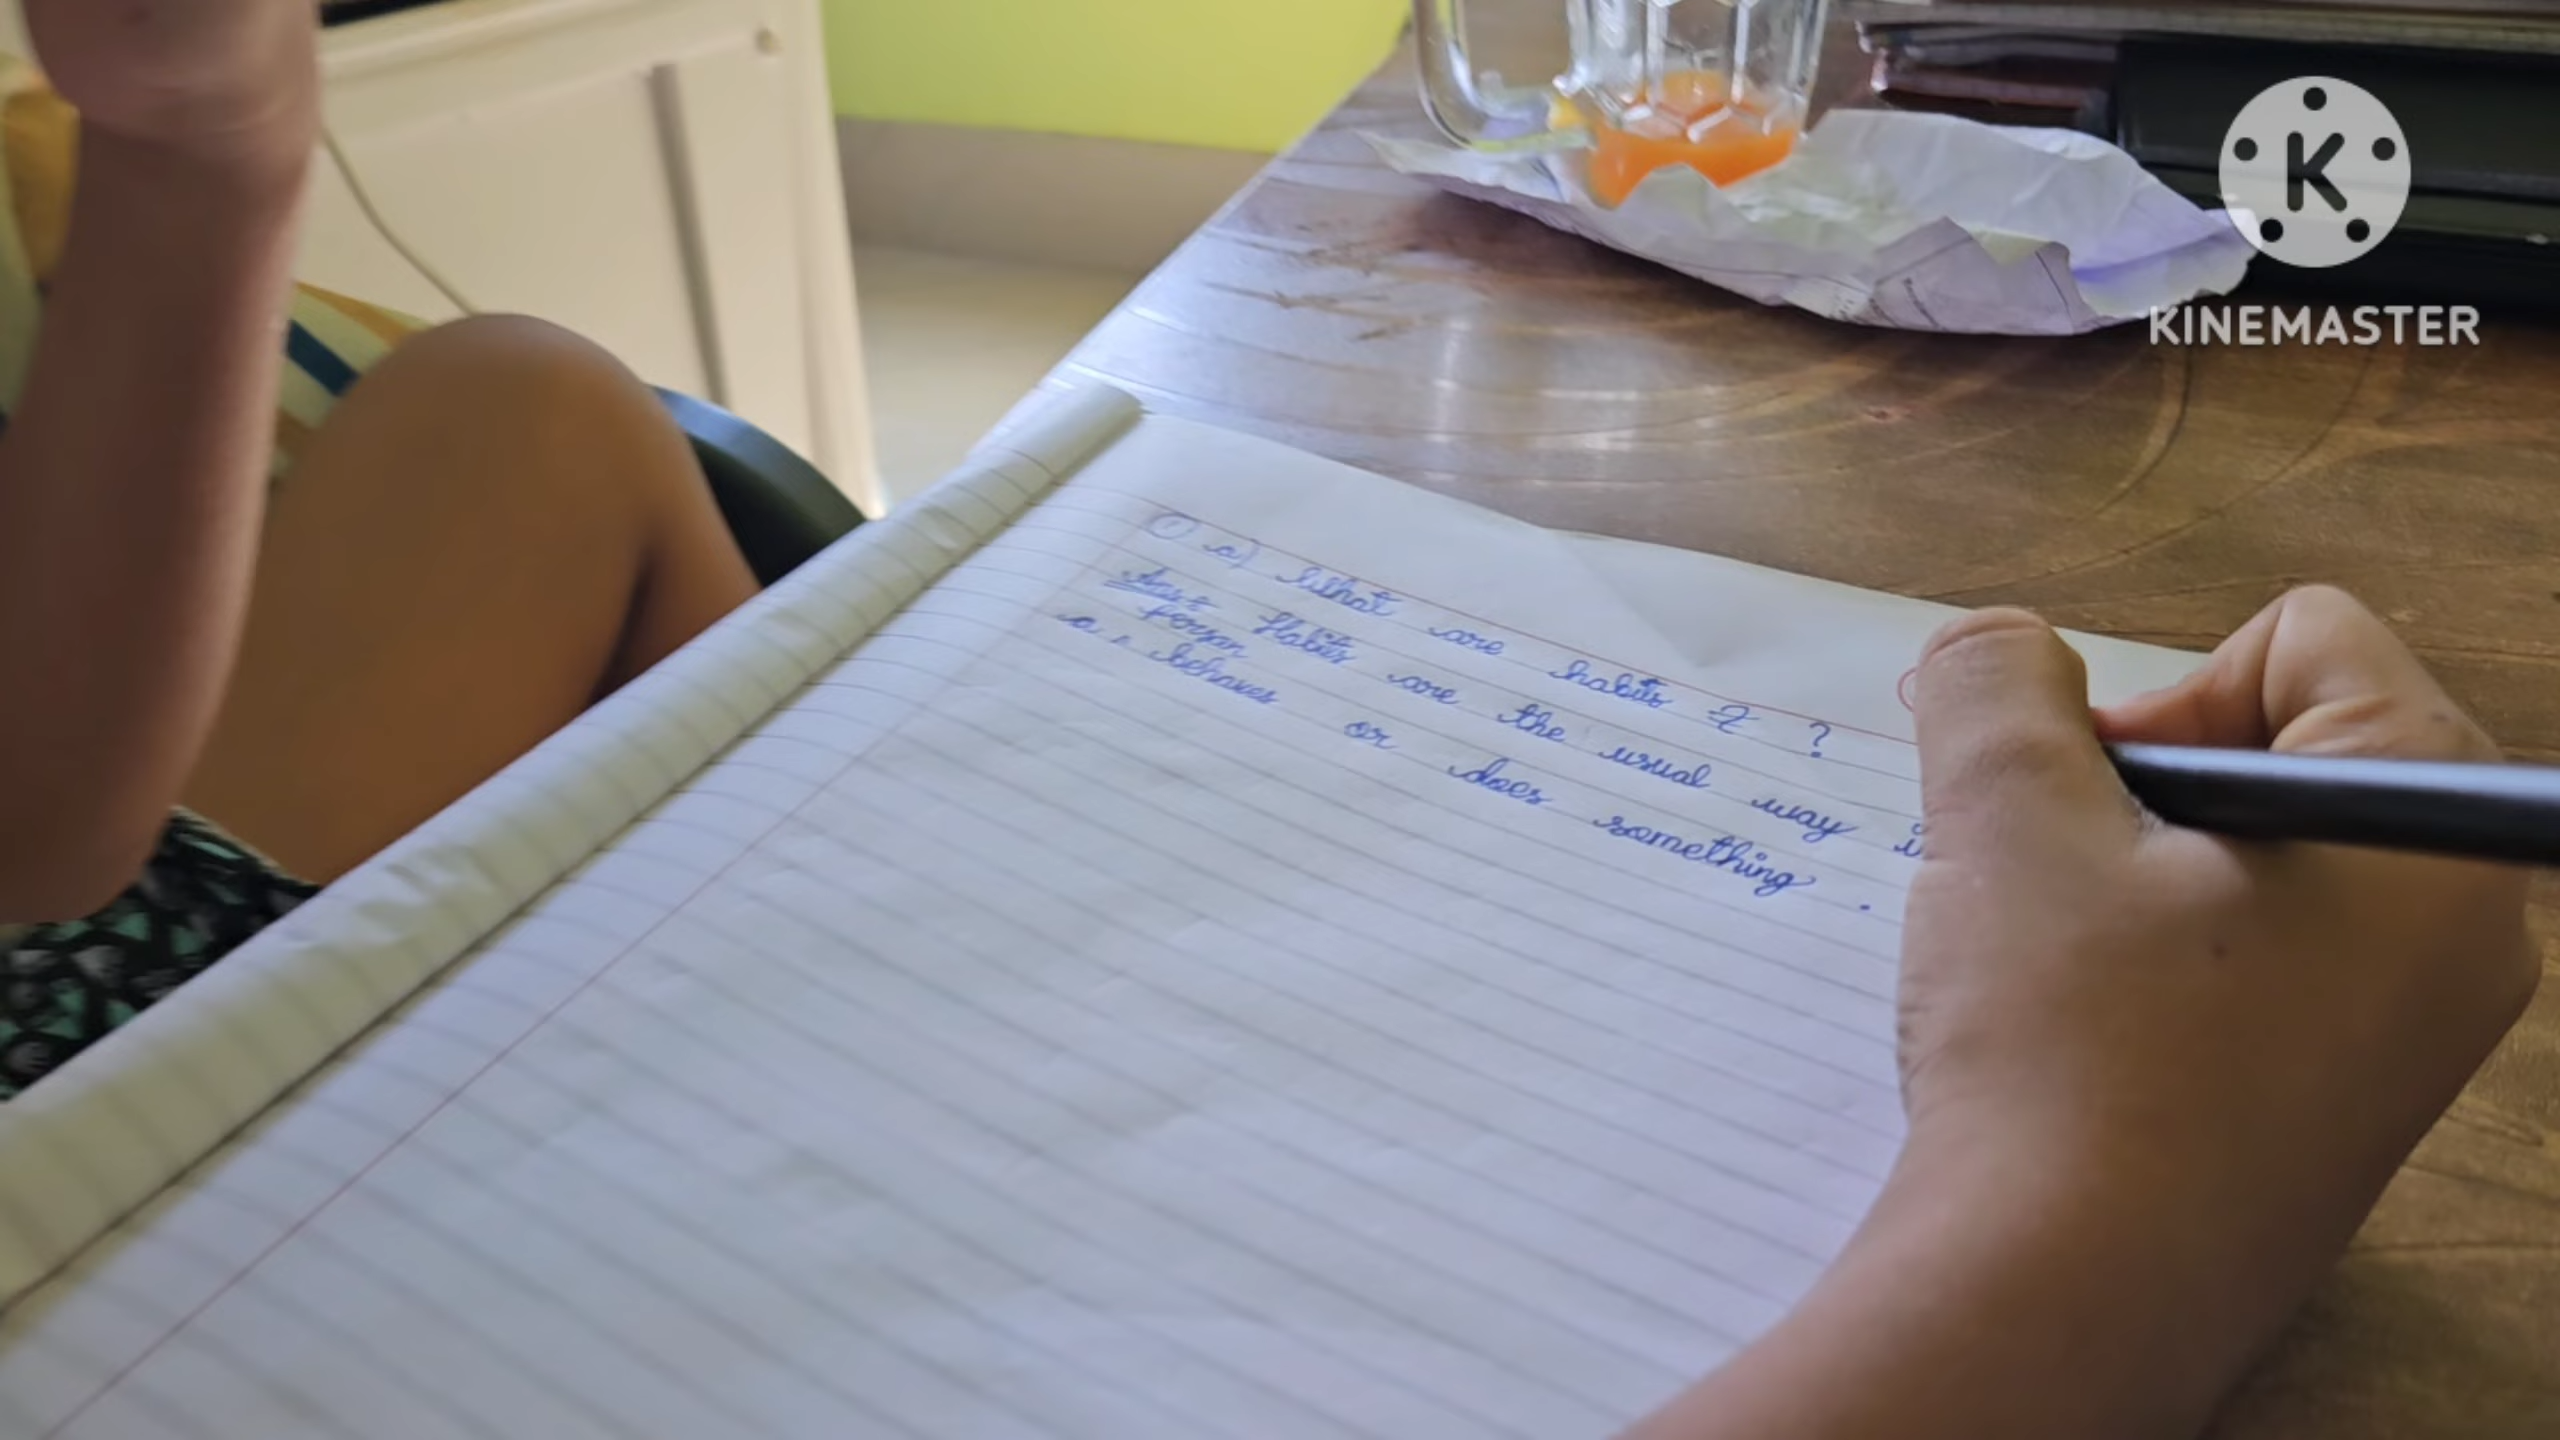 ① a) What are habits ?
Ans: Habits are the usual way
person
a ^ behaves or does something .
K
KINEMASTER